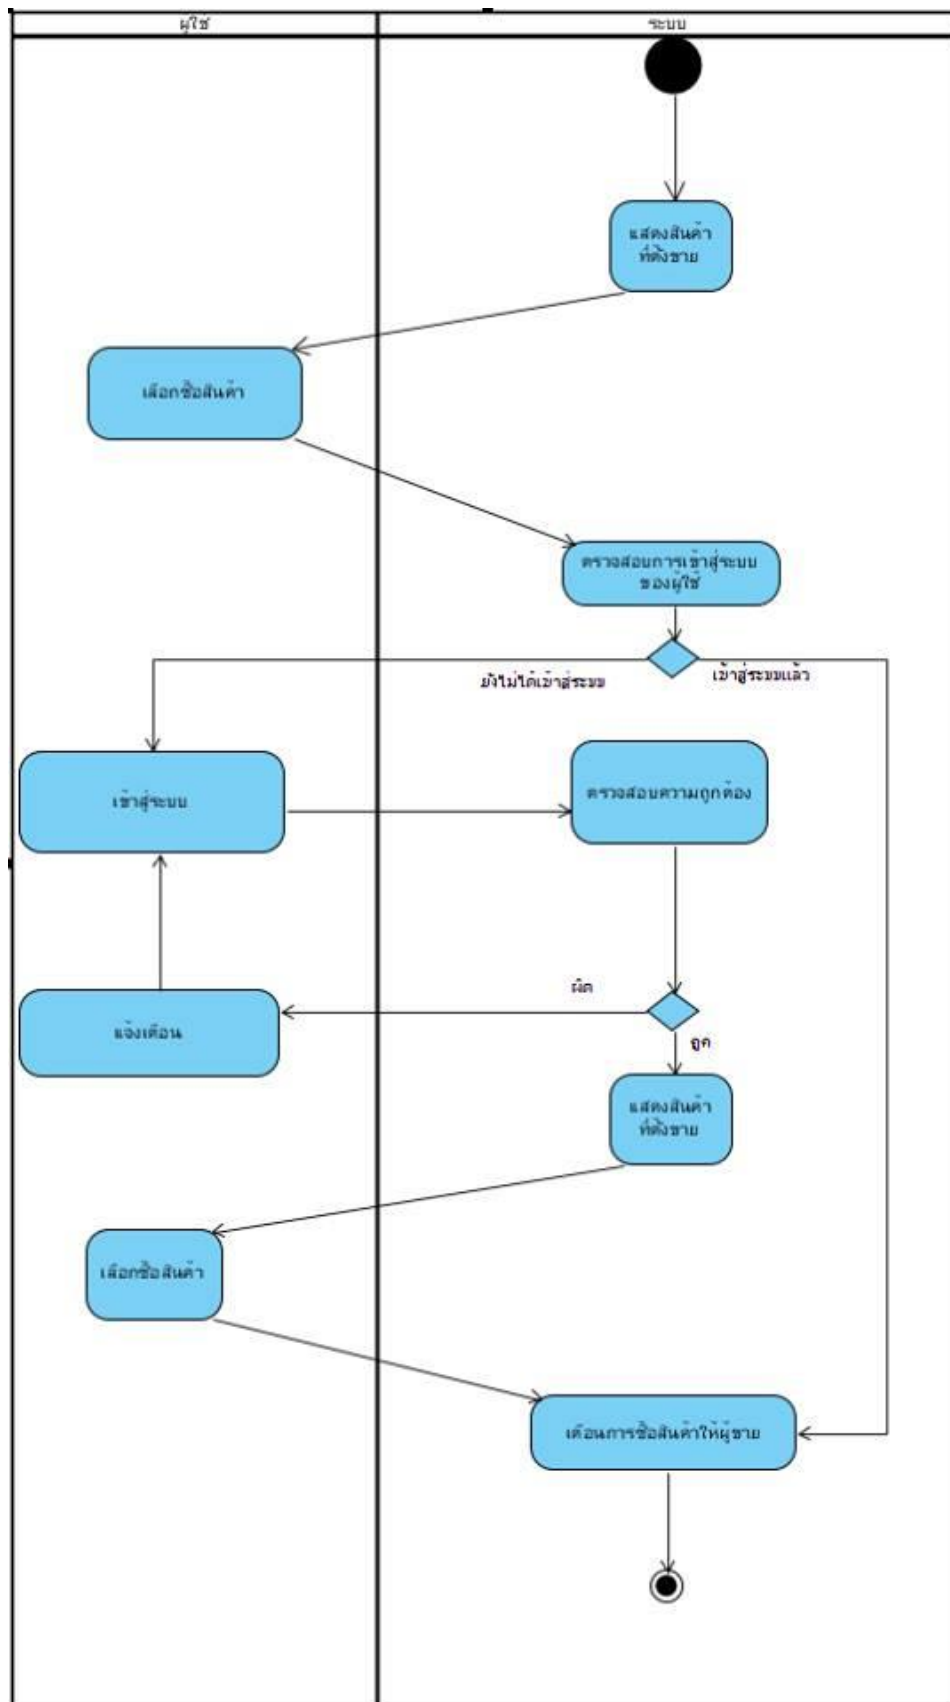 ผู้ใช้
ระบบ
แสดงสินค้า
ที่ตั้งขาย
เลือกซื้อสินค้า
ตรวจสอบการเข้าสู่ระบบ
ของผู้ใช้
ยังไม่ได้เข้าสู่ระบบ
เข้าสู่ระบบแล้ว
เข้าสู่ระบบ
ตรวจสอบความถูกต้อง
ผิด
แจ้งเตือน
ถูก
แสดงสินค้า
ที่ตั้งขาย
เลือกซื้อสินค้า
เตือนการซื้อสินค้าให้ผู้ขาย